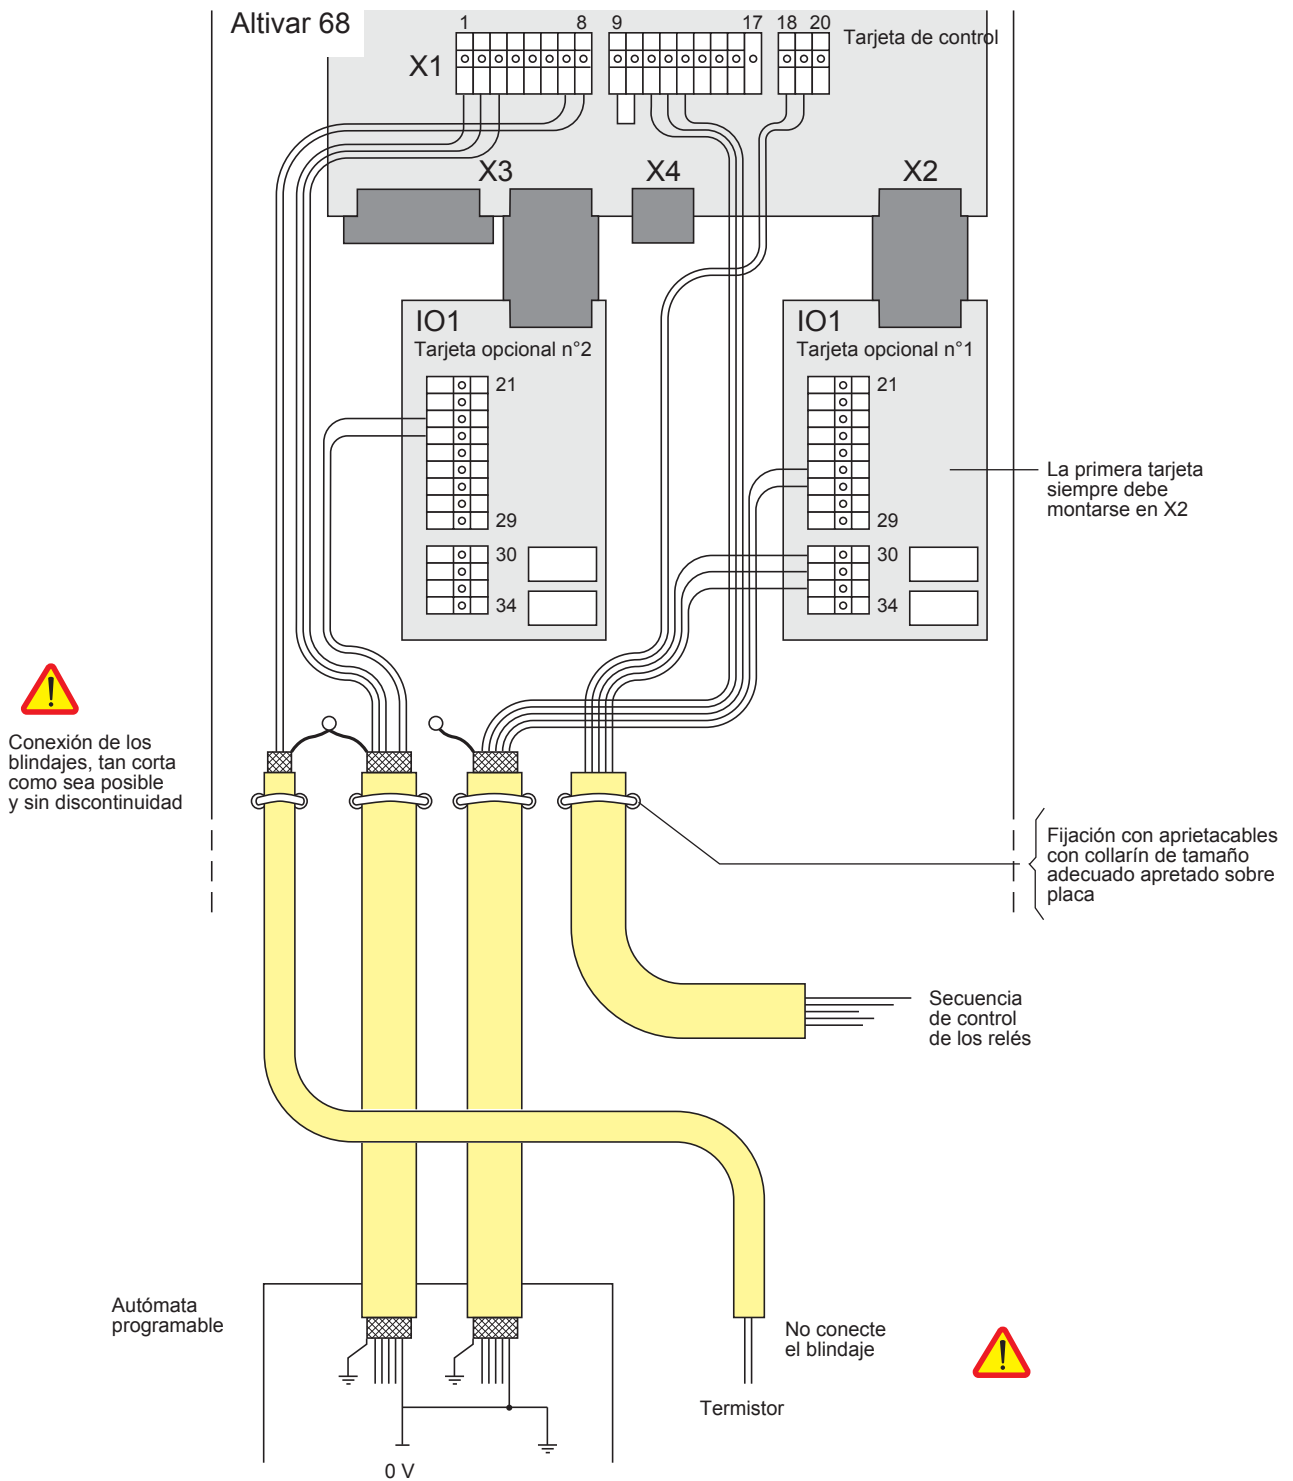 Altivar 68
1
8
9
17
18
20
Tarjeta de control
X1
X3
X4
X2
IO1
Tarjeta opcional n°2
21
29
30
34
IO1
Tarjeta opcional n°1
21
29
30
34
La primera tarjeta
siempre debe
montarse en X2
Conexión de los
blindajes, tan corta
como sea posible
y sin discontinuidad
Fijación con aprietacables
con collarín de tamaño
adecuado apretado sobre
placa
Secuencia
de control
de los relés
Autómata
programable
No conecte
el blindaje
Termistor
0 V